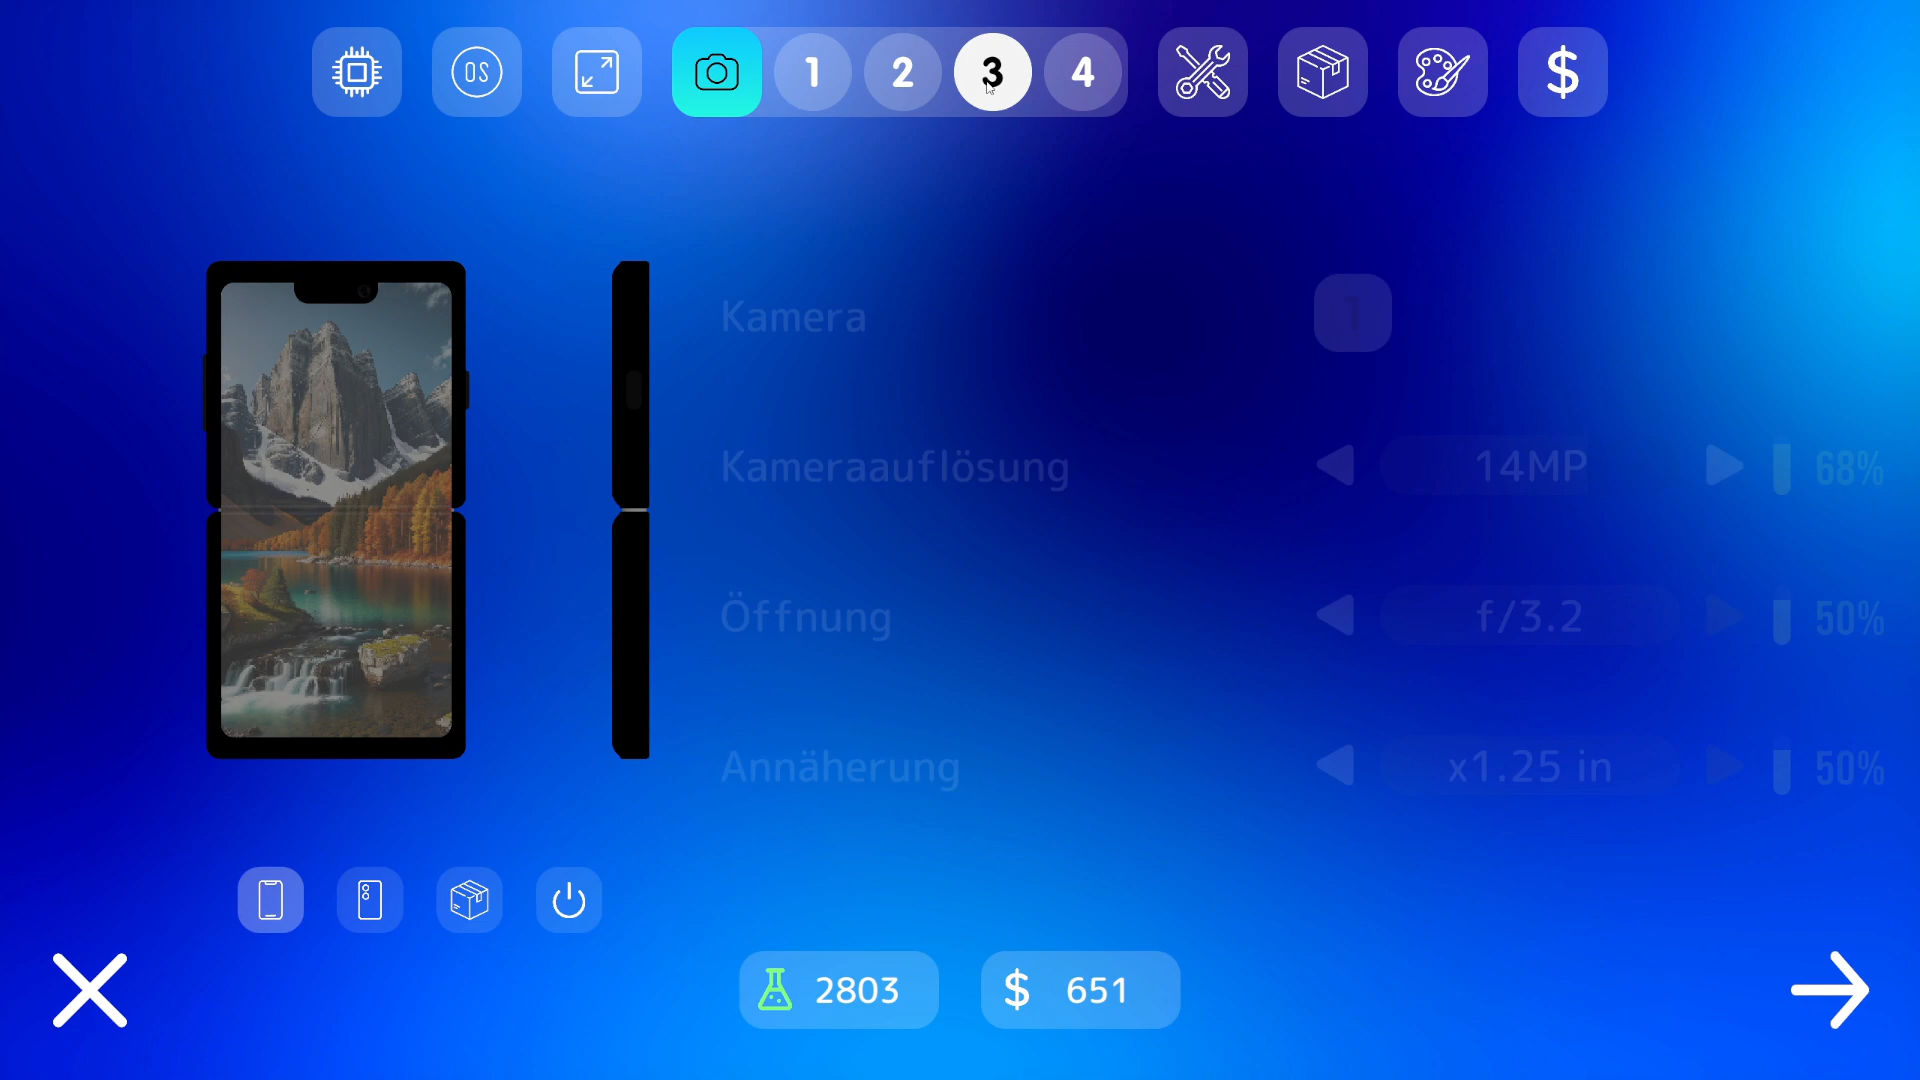 OS
1
2
3
4
$
Kamera
1
Kameraauflösung
14MP
68%
Öffnung
f/3.2
50%
Annäherung
x1.25 in
50%
2803
$ 651